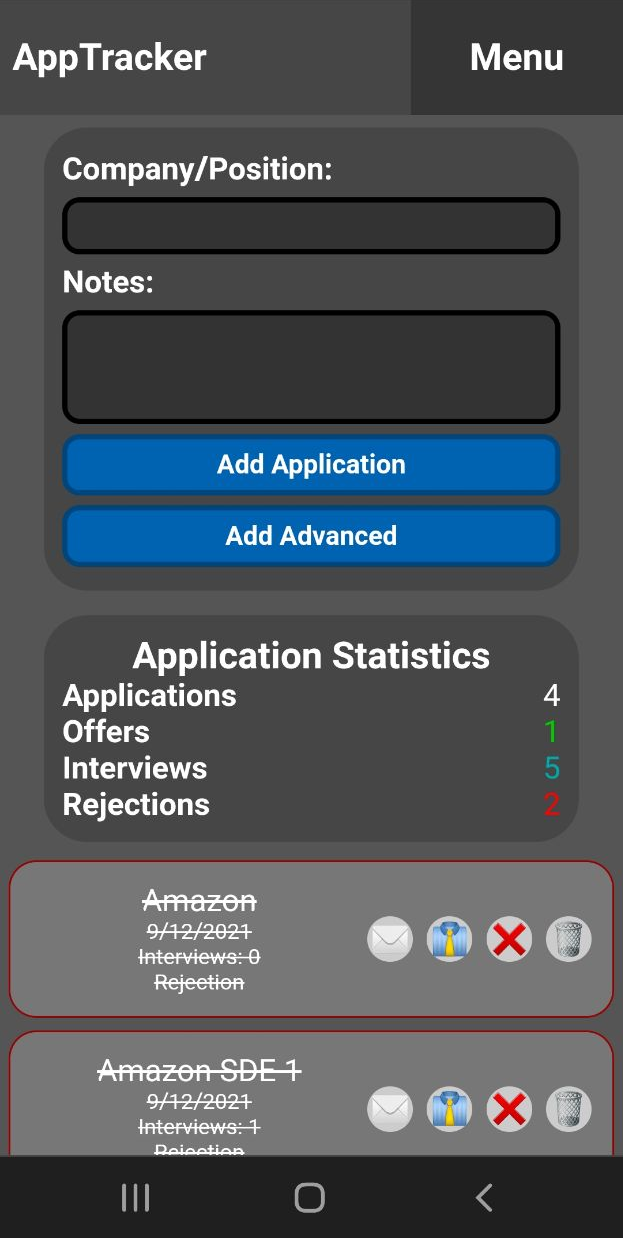 AppTracker
Menu
Company/Position:
Notes:
Add Application
Add Advanced
Application Statistics
Applications 4
Offers 1
Interviews 5
Rejections 2
Amazon
9/12/2021
Interviews: 0
Rejection
Amazon SDE 1
9/12/2021
Interviews: 1
Rejection